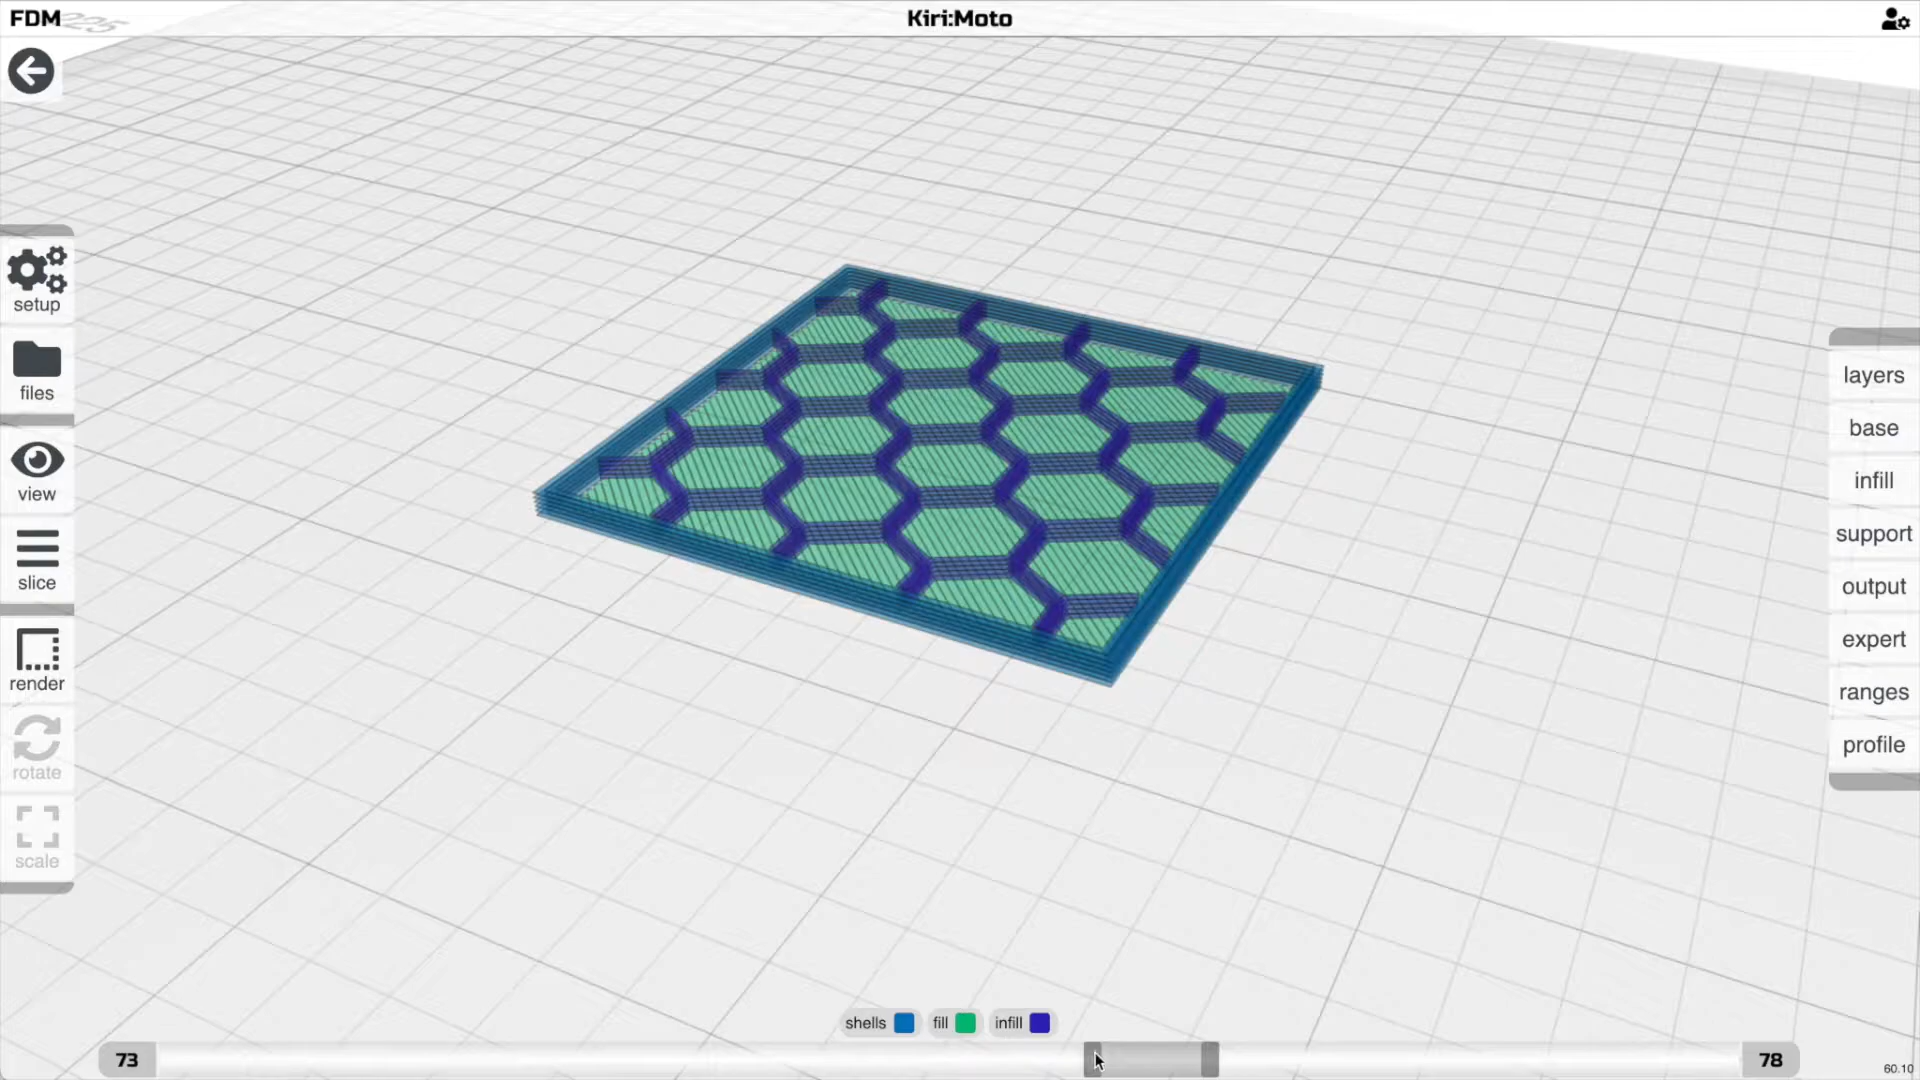 FDM
225
Kiri:Moto
setup
files
view
slice
render
rotate
scale
layers
base
infill
support
output
expert
ranges
profile
shells fill infill
73
78
60.10